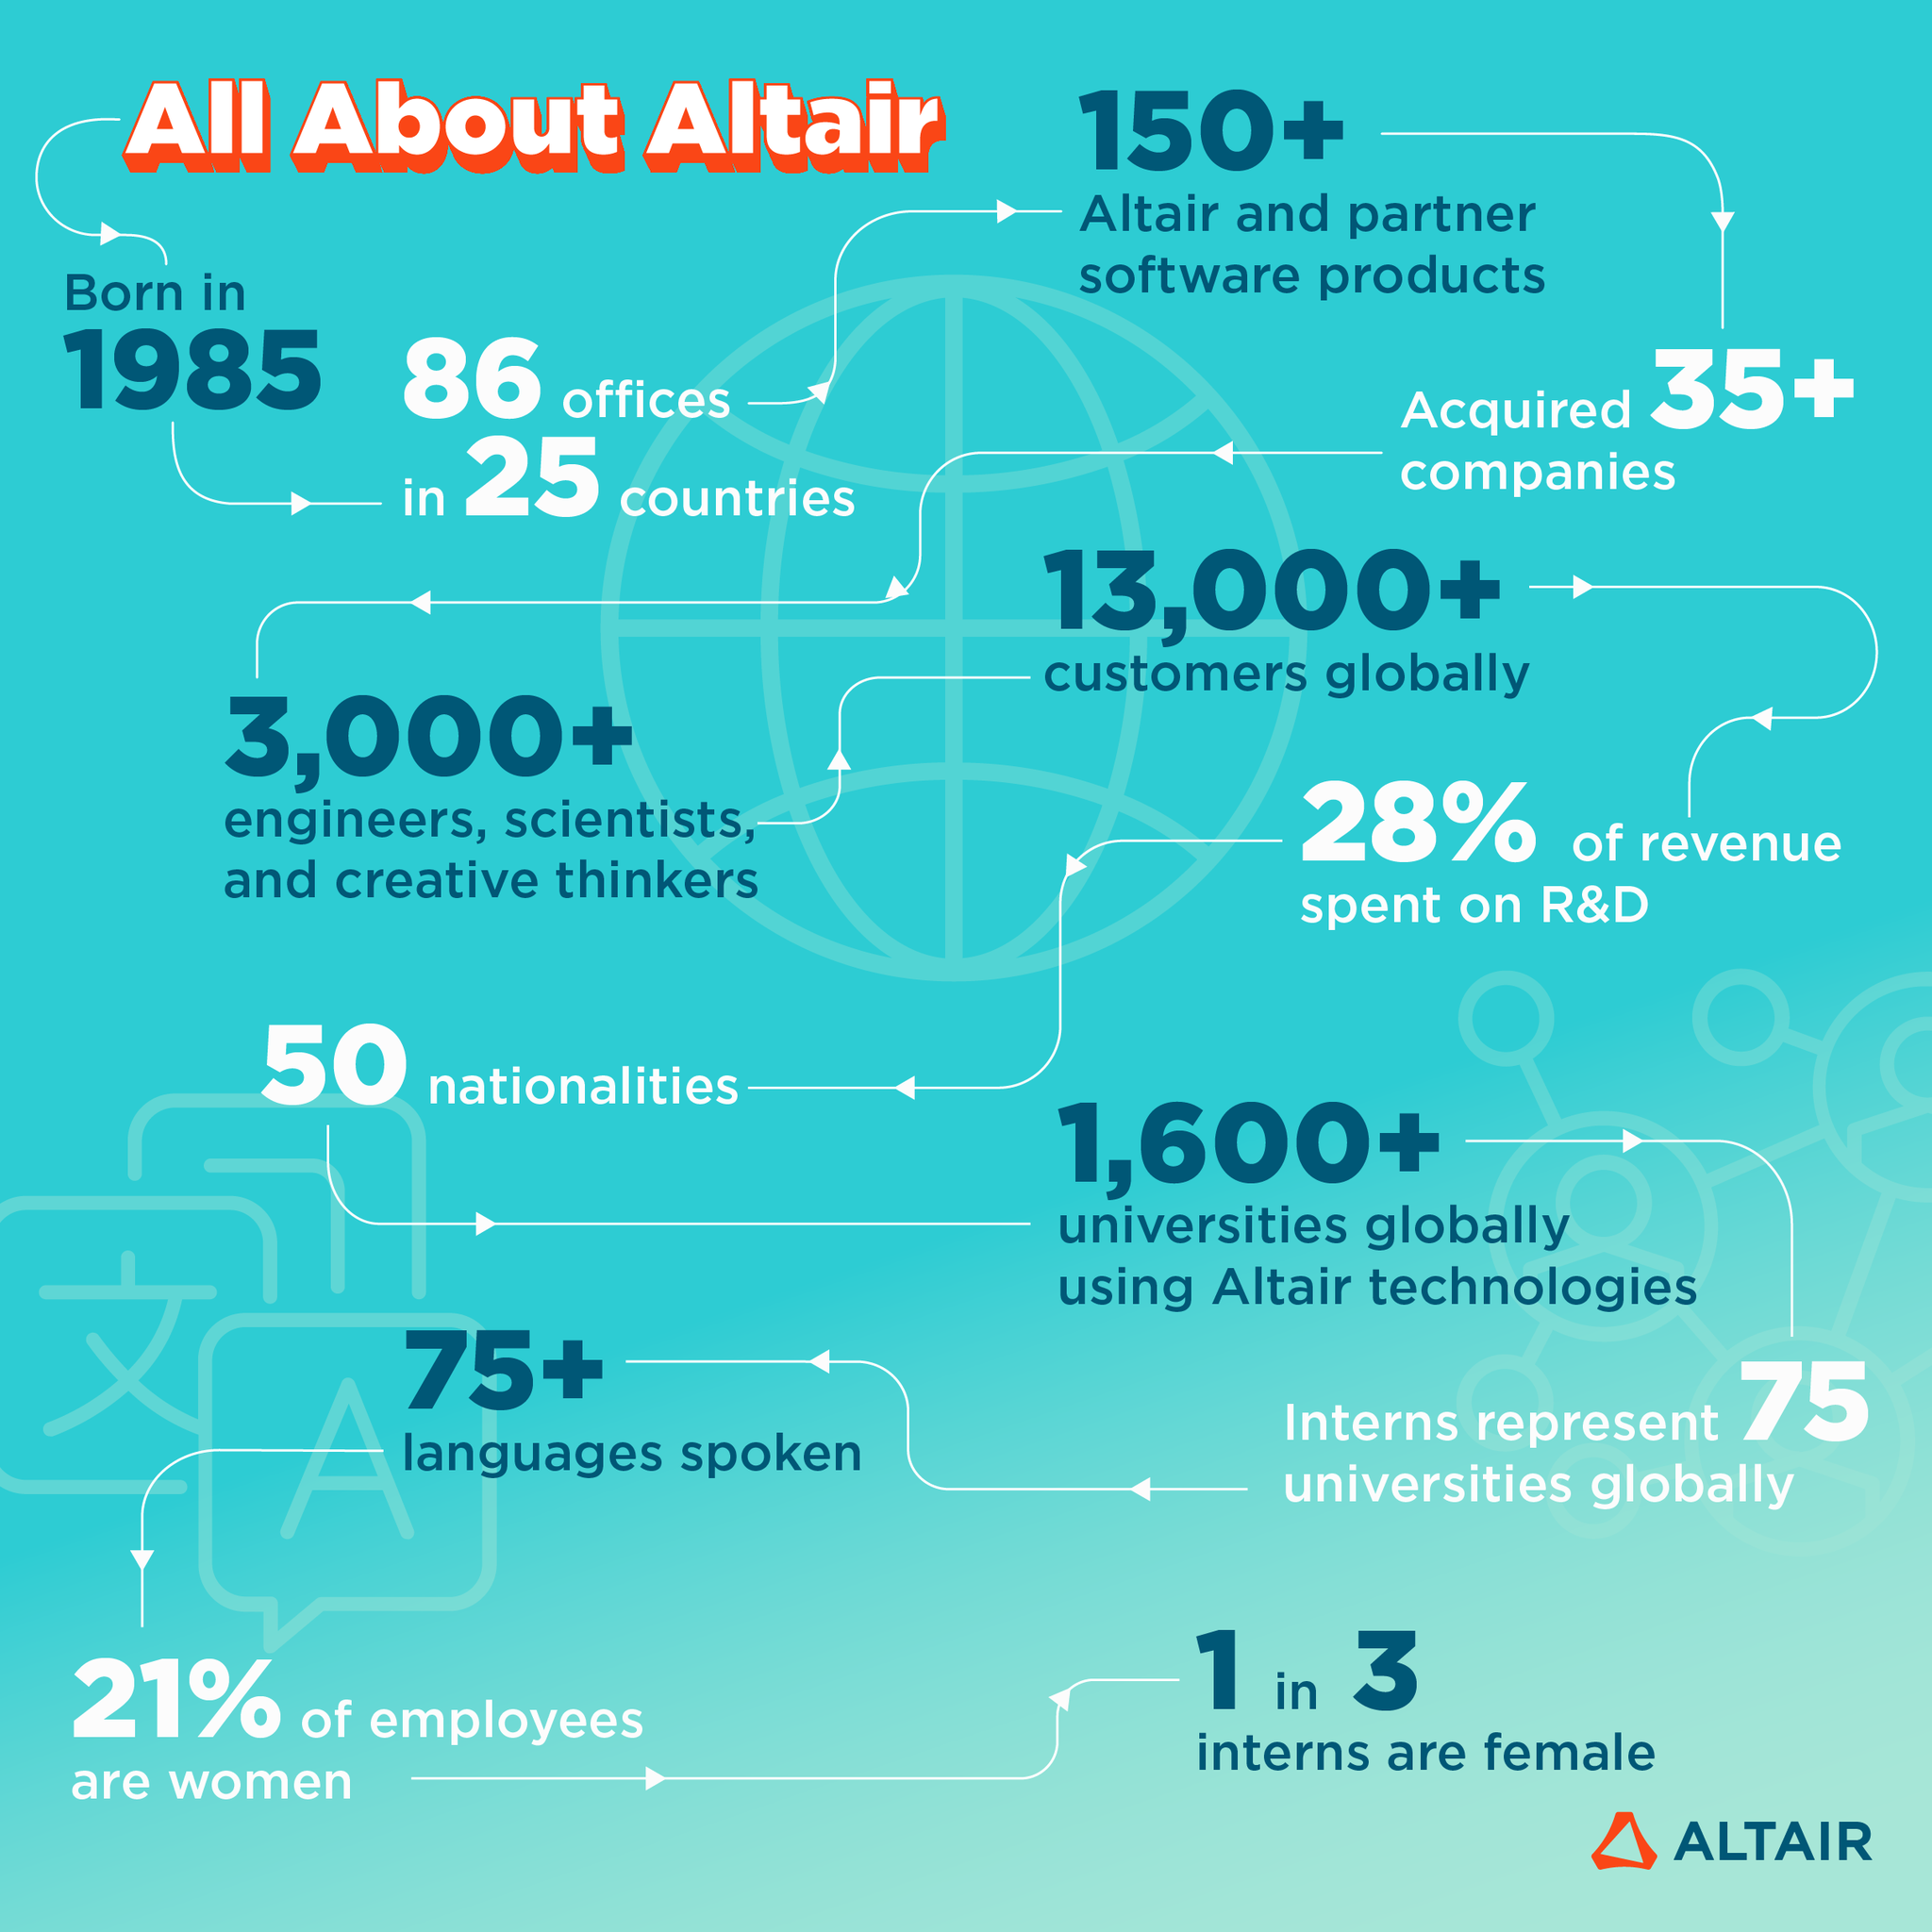 All About Altair
Born in
1985
86 offices
in 25 countries
150+
Altair and partner
software products
Acquired 35+
companies
3,000+
engineers, scientists,
and creative thinkers
13,000+
customers globally
28% of revenue
spent on R&D
50 nationalities
1,600+
universities globally
using Altair technologies
Interns represent 75
universities globally
75+
languages spoken
21% of employees
are women
1 in 3
interns are female
ALTAIR
文
A